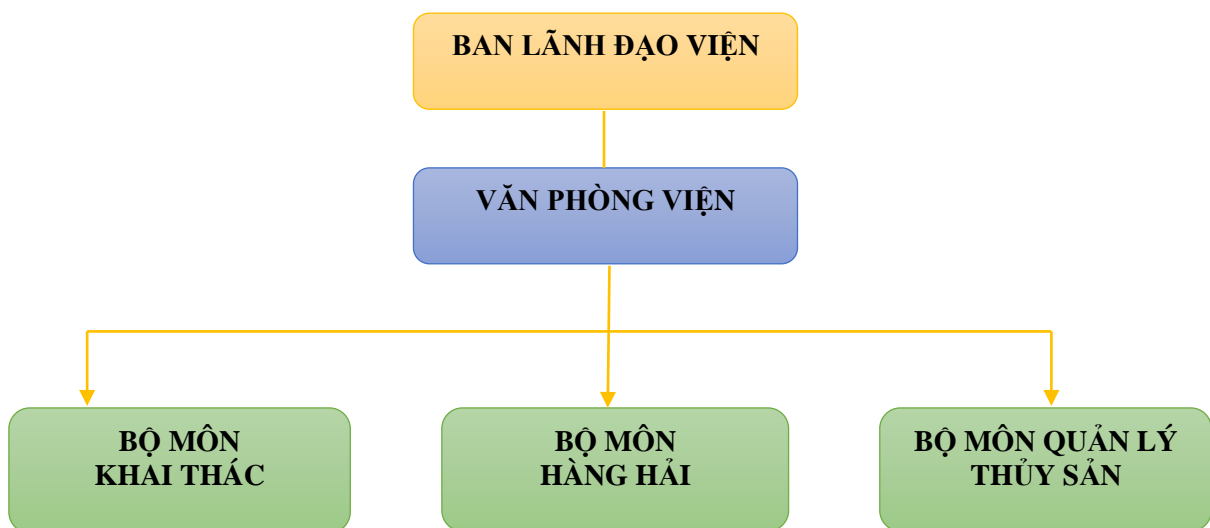 BAN LÃNH ĐẠO VIỆN
VĂN PHÒNG VIỆN
BỘ MÔN
KHAI THÁC
BỘ MÔN
HÀNG HẢI
BỘ MÔN QUẢN LÝ
THỦY SẢN